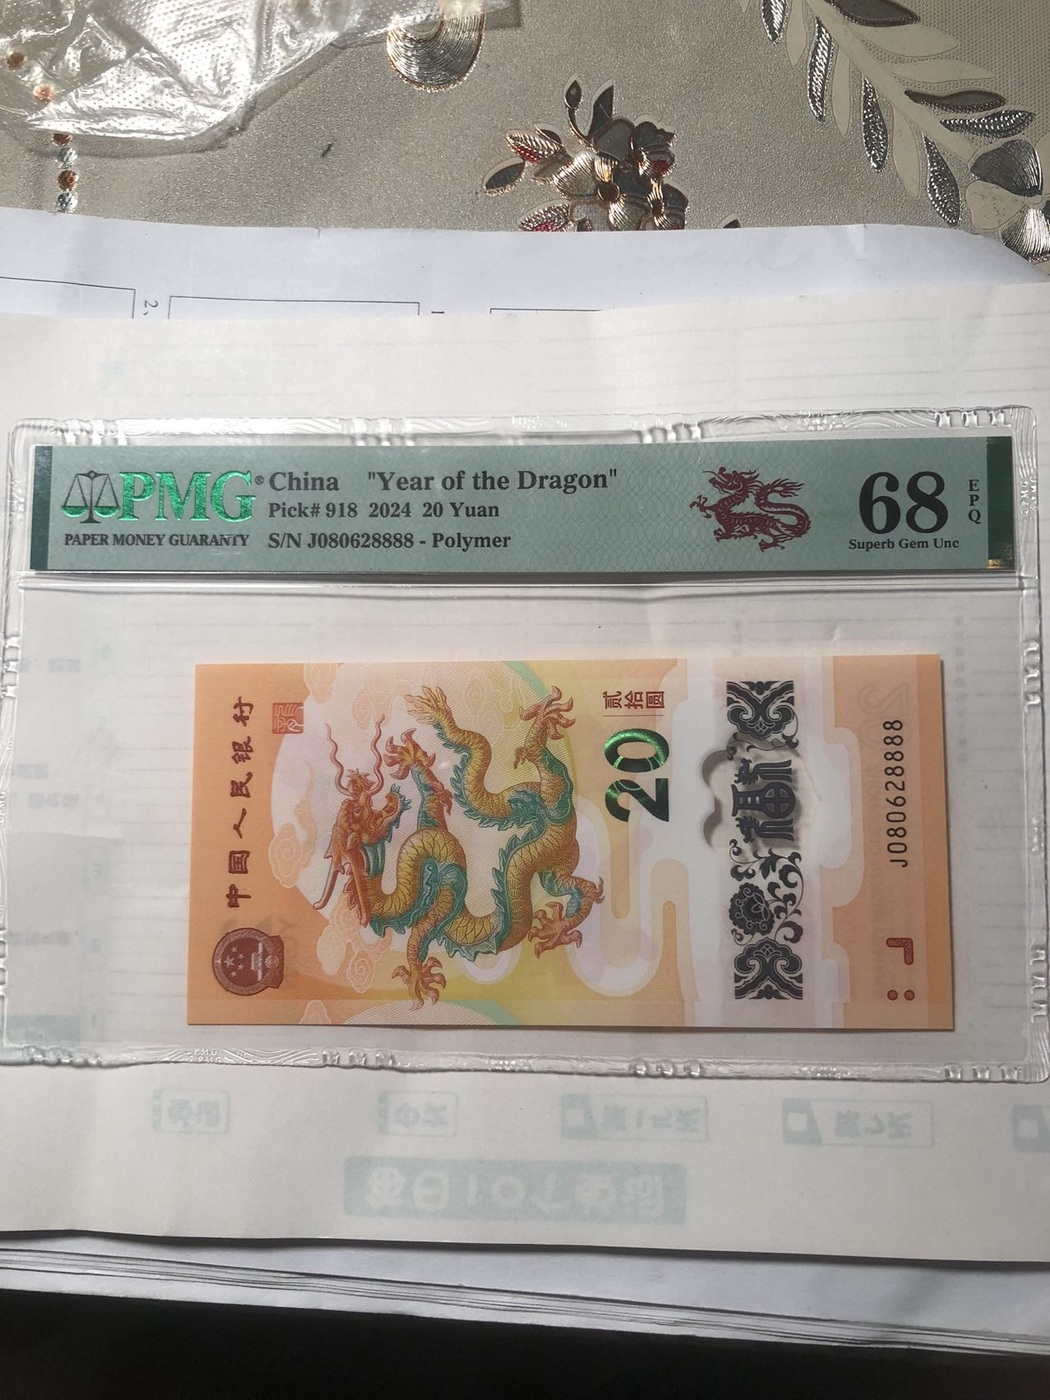 PMG® China "Year of the Dragon"
Pick# 918 2024 20 Yuan
PAPER MONEY GUARANTY S/N J080628888 - Polymer
68
EPQ
Superb Gem Unc
中国人民银行
贰拾圆
20
福
J080628888
2.